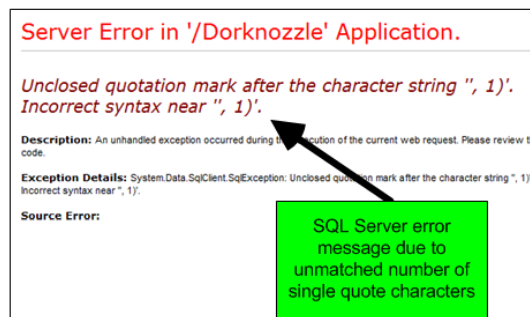 Server Error in '/Dorknozzle' Application.
Unclosed quotation mark after the character string '', 1)'.
Incorrect syntax near '', 1)'.
Description: An unhandled exception occurred during the execution of the current web request. Please review th
code.
Exception Details: System.Data.SqlClient.SqlException: Unclosed quotation mark after the character string '', 1)'
Incorrect syntax near '', 1)'.
Source Error:
SQL Server error
message due to
unmatched number of
single quote characters